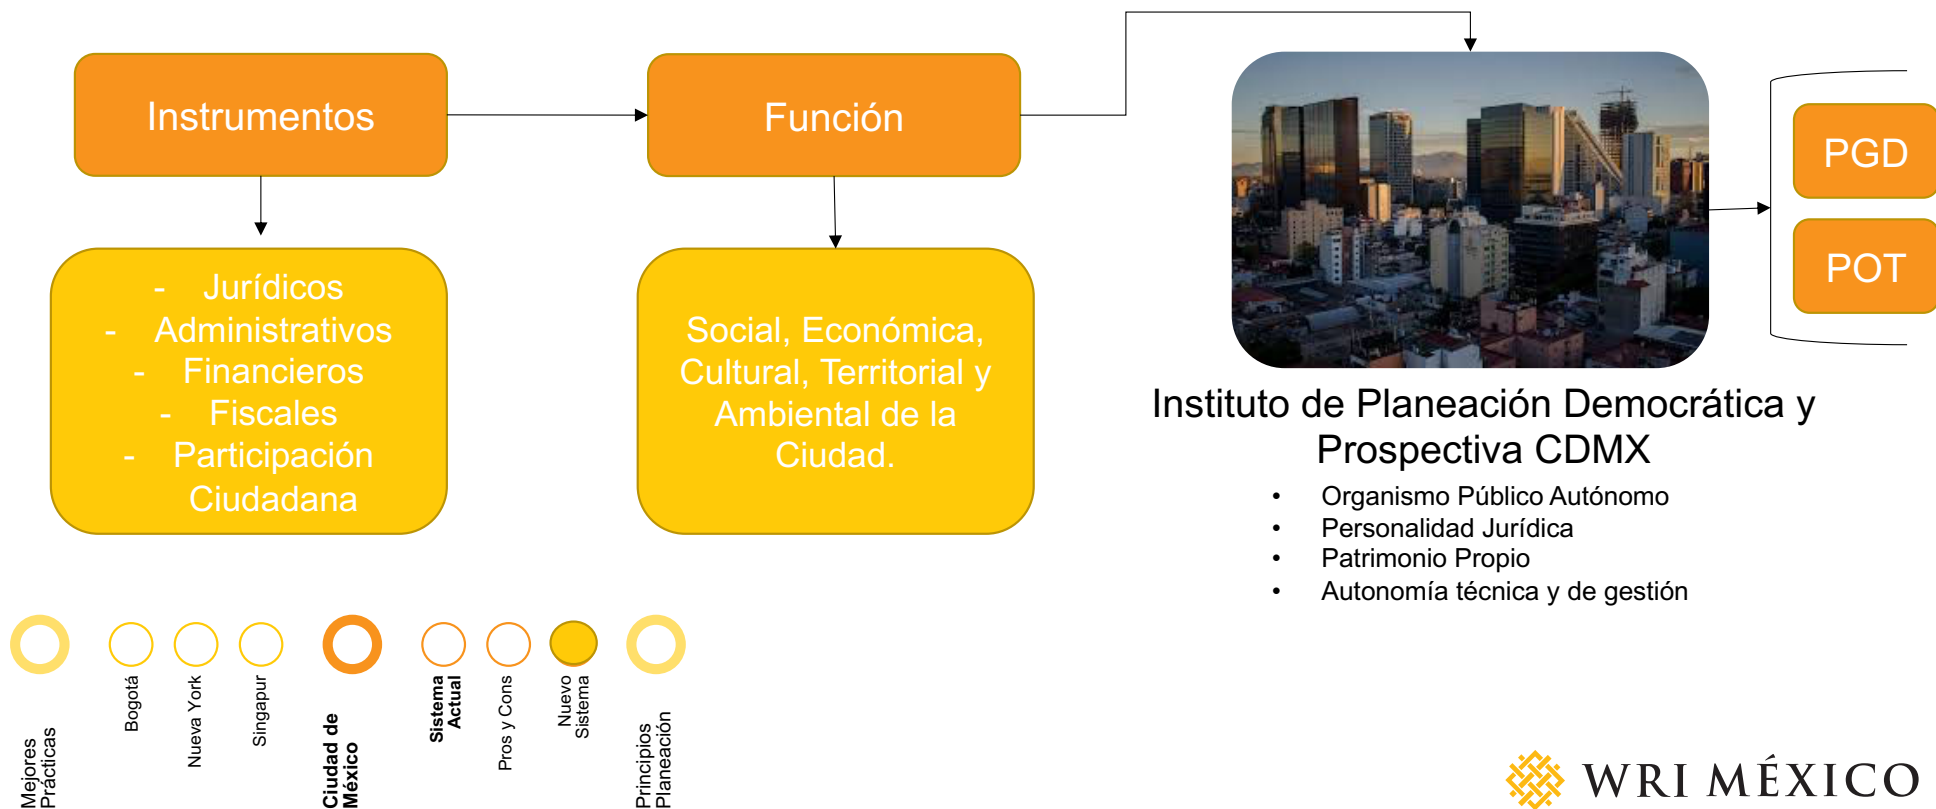 Instrumentos
Función
PGD
POT
- Jurídicos
- Administrativos
- Financieros
- Fiscales
- Participación
Ciudadana
Social, Económica,
Cultural, Territorial y
Ambiental de la
Ciudad.
Instituto de Planeación Democrática y
Prospectiva CDMX
• Organismo Público Autónomo
• Personalidad Jurídica
• Patrimonio Propio
• Autonomía técnica y de gestión
Mejores
Prácticas
Bogotá
Nueva York
Singapur
Ciudad de
México
Sistema
Actual
Pros y Cons
Nuevo
Sistema
Principios
Planeación
WRI MÉXICO